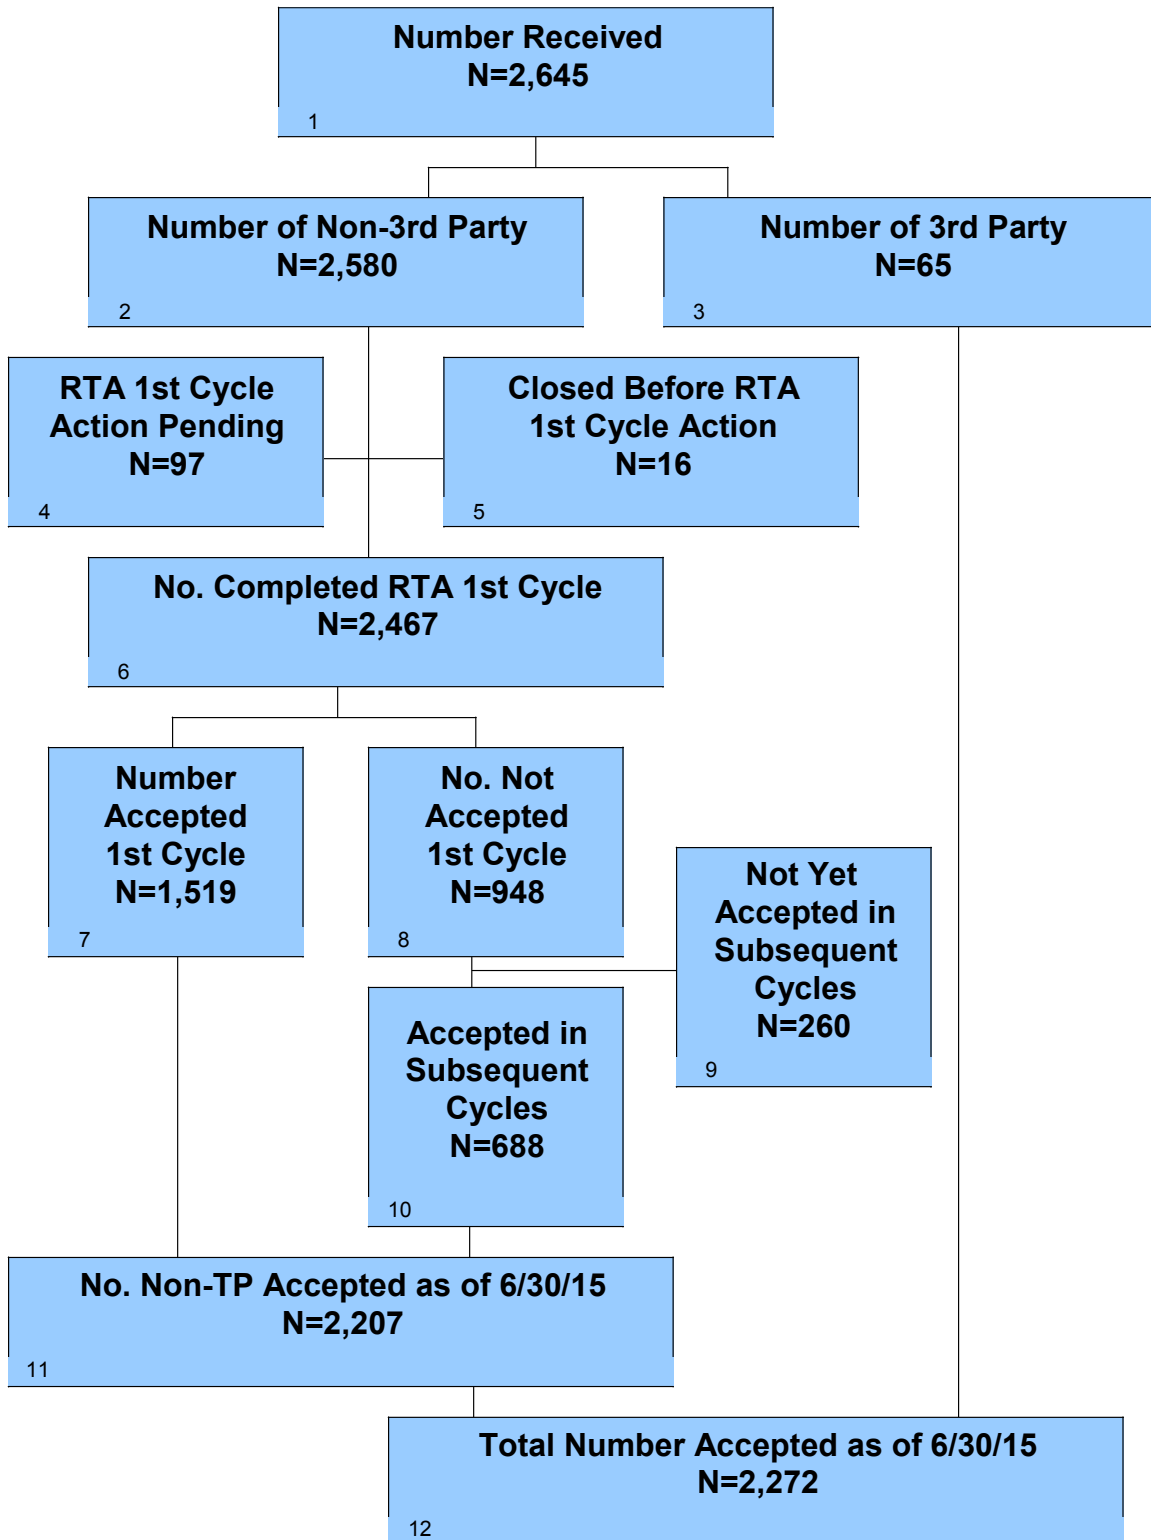 Number Received
N=2,645
1
Number of Non-3rd Party
N=2,580
2
Number of 3rd Party
N=65
3
RTA 1st Cycle
Action Pending
N=97
4
Closed Before RTA
1st Cycle Action
N=16
5
No. Completed RTA 1st Cycle
N=2,467
6
Number
Accepted
1st Cycle
N=1,519
7
No. Not
Accepted
1st Cycle
N=948
8
Not Yet
Accepted in
Subsequent
Cycles
N=260
9
Accepted in
Subsequent
Cycles
N=688
10
No. Non-TP Accepted as of 6/30/15
N=2,207
11
Total Number Accepted as of 6/30/15
N=2,272
12